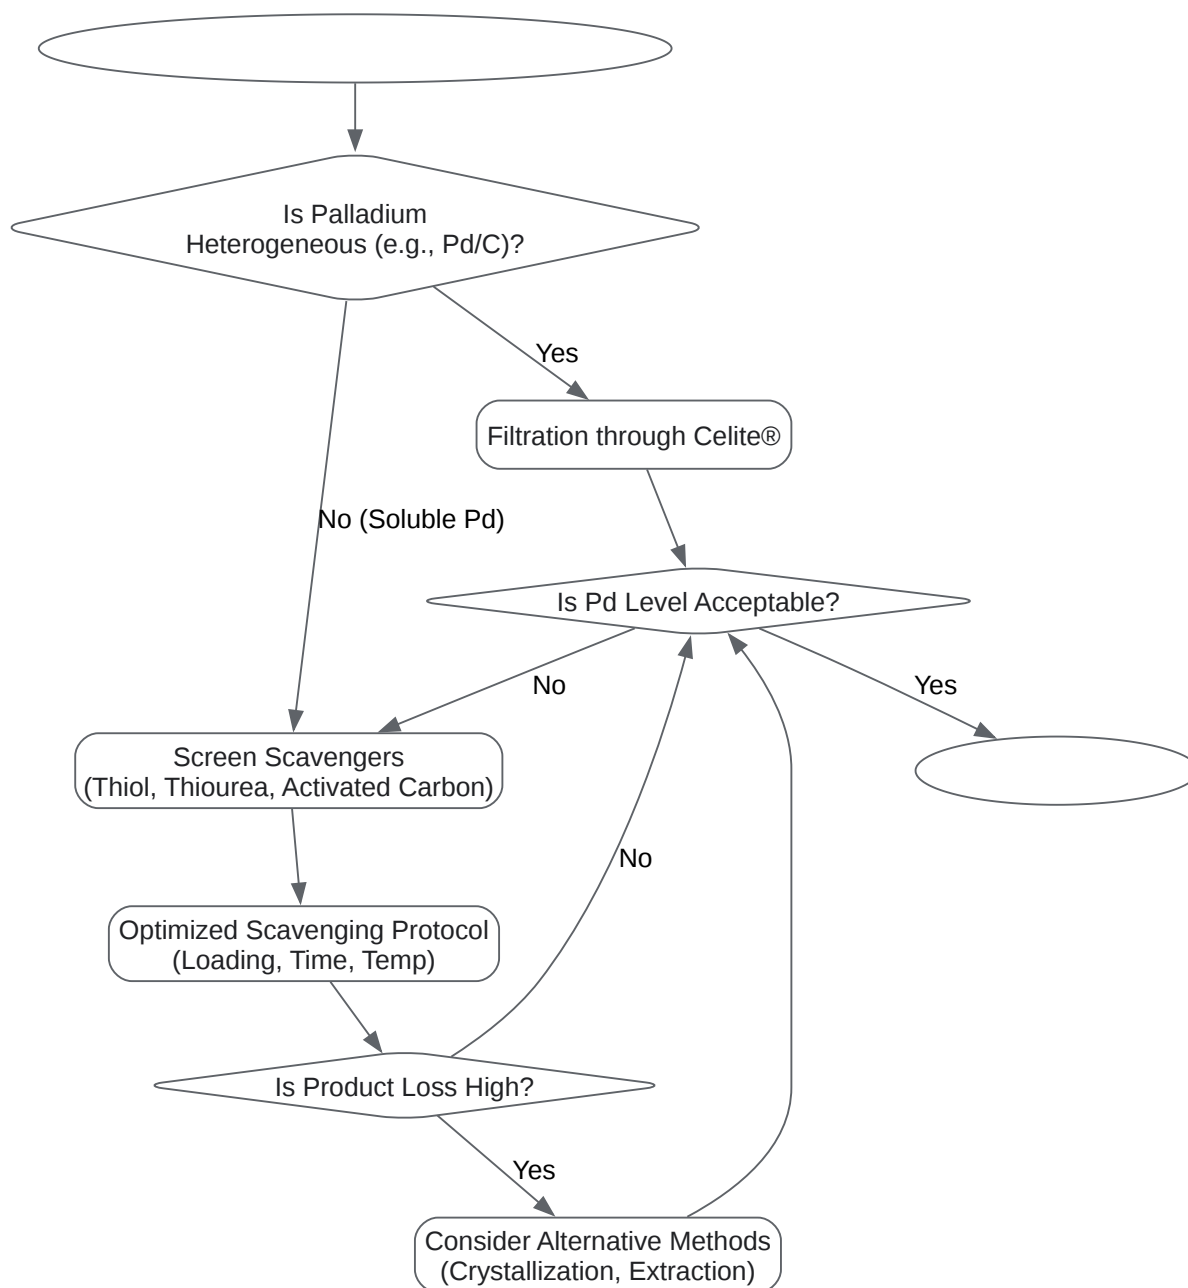 Is Palladium
Heterogeneous (e.g., Pd/C)?
Yes
Filtration through Celite®
No (Soluble Pd)
Is Pd Level Acceptable?
No
Yes
Screen Scavengers
(Thiol, Thiourea, Activated Carbon)
No
Optimized Scavenging Protocol
(Loading, Time, Temp)
Is Product Loss High?
Yes
Consider Alternative Methods
(Crystallization, Extraction)